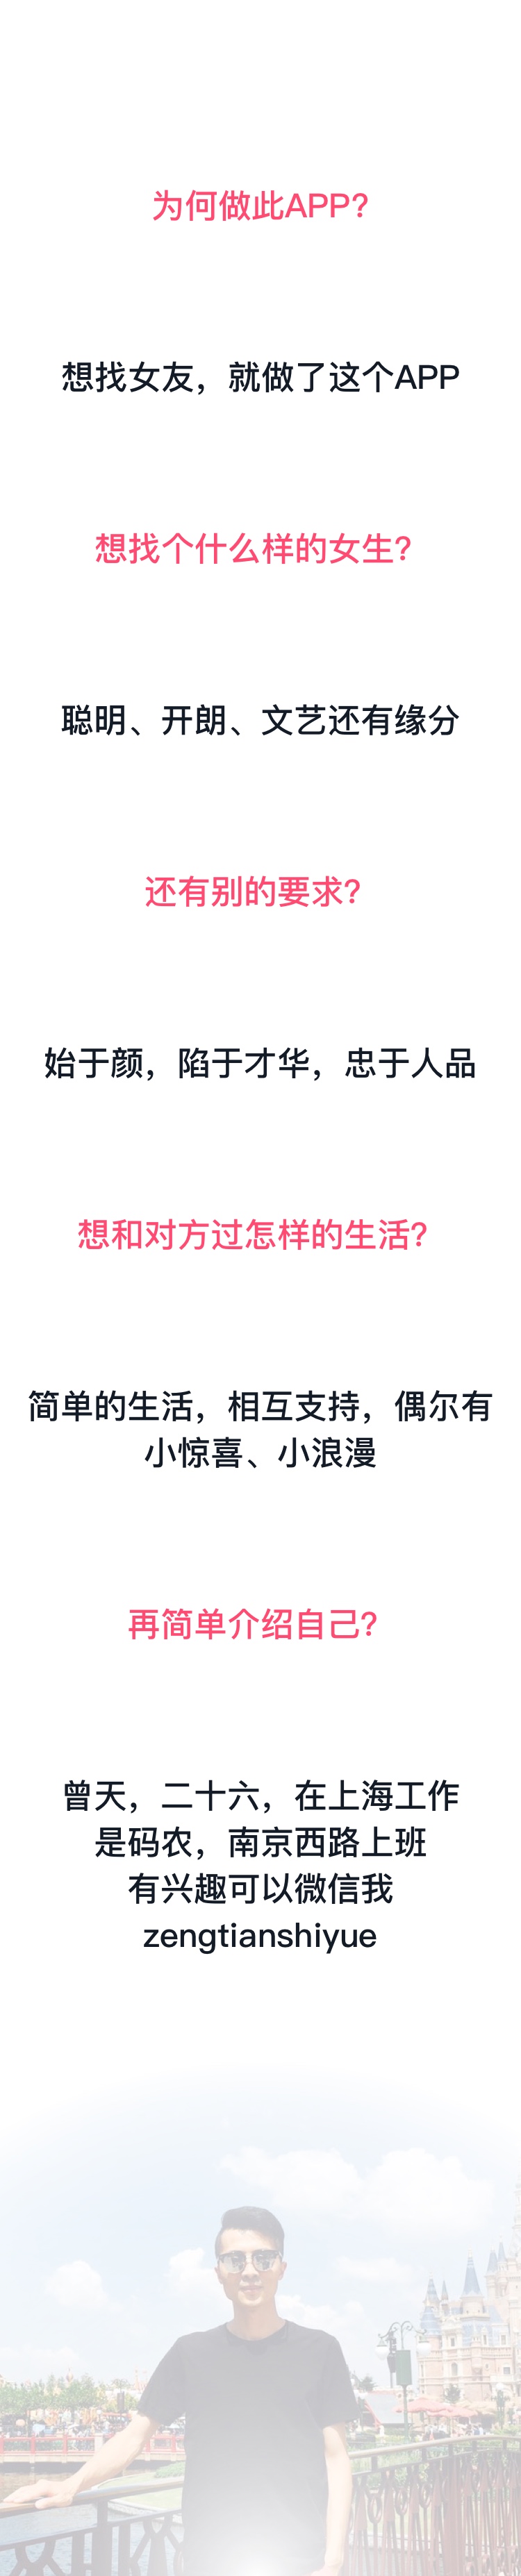 为何做此APP?
想找女友，就做了这个APP
想找个什么样的女生?
聪明、开朗、文艺还有缘分
还有别的要求?
始于颜，陷于才华，忠于人品
想和对方过怎样的生活?
简单的生活，相互支持，偶尔有
小惊喜、小浪漫
再简单介绍自己?
曾天，二十六，在上海工作
是码农，南京西路上班
有兴趣可以微信我
zengtianshiyue